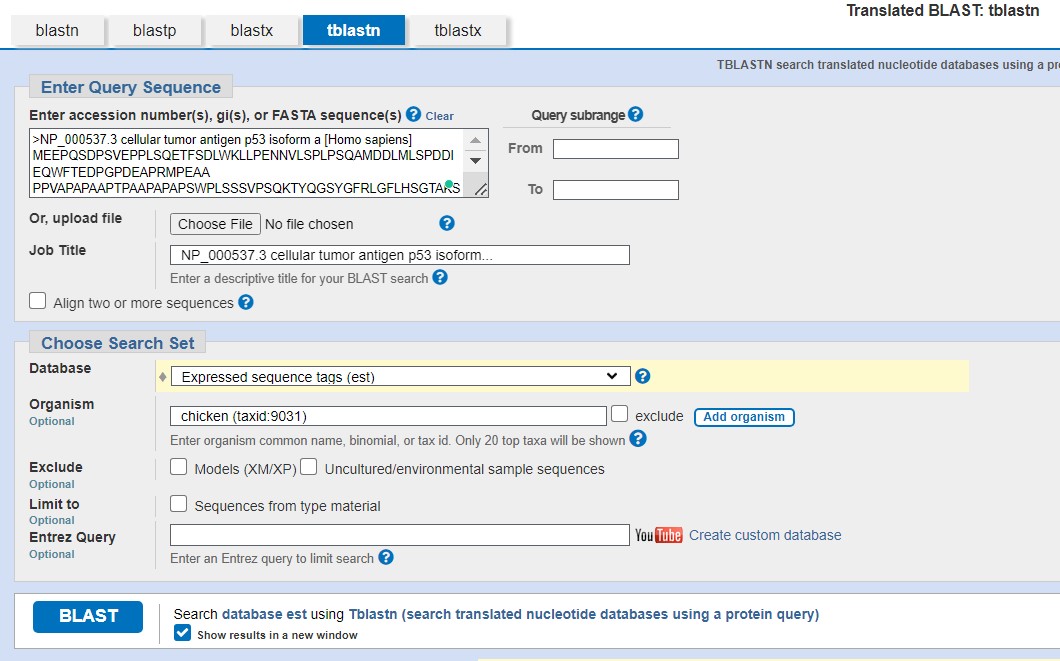 Translated BLAST: tblastn
blastn blastp blastx tblastn tblastx
TBLASTN search translated nucleotide databases using a
Enter Query Sequence
Enter accession number(s), gi(s), or FASTA sequence(s) ? Clear
Query subrange ?
>NP_000537.3 cellular tumor antigen p53 isoform a [Homo sapiens]
MEEPQSDPSVEPPLSQETFSDLWKLLPENNVLSPLPSQAMDDLMLSPDDI
EQWFTEDPGPDEAPRMPEAA
PPVAPAPAAPTPAAPAPAPSWPLSSSVPSQKTYQGSYGFRLGFLHSGTAKS
From
To
Or, upload file
Choose File No file chosen ?
Job Title
NP_000537.3 cellular tumor antigen p53 isoform...
Enter a descriptive title for your BLAST search ?
Align two or more sequences ?
Choose Search Set
Database
Expressed sequence tags (est) ?
Organism
Optional
chicken (taxid:9031) exclude Add organism
Enter organism common name, binomial, or tax id. Only 20 top taxa will be shown ?
Exclude
Optional
Models (XM/XP) Uncultured/environmental sample sequences
Limit to
Optional
Sequences from type material
Entrez Query
Optional
YouTube Create custom database
Enter an Entrez query to limit search ?
BLAST
Search database est using Tblastn (search translated nucleotide databases using a protein query)
Show results in a new window